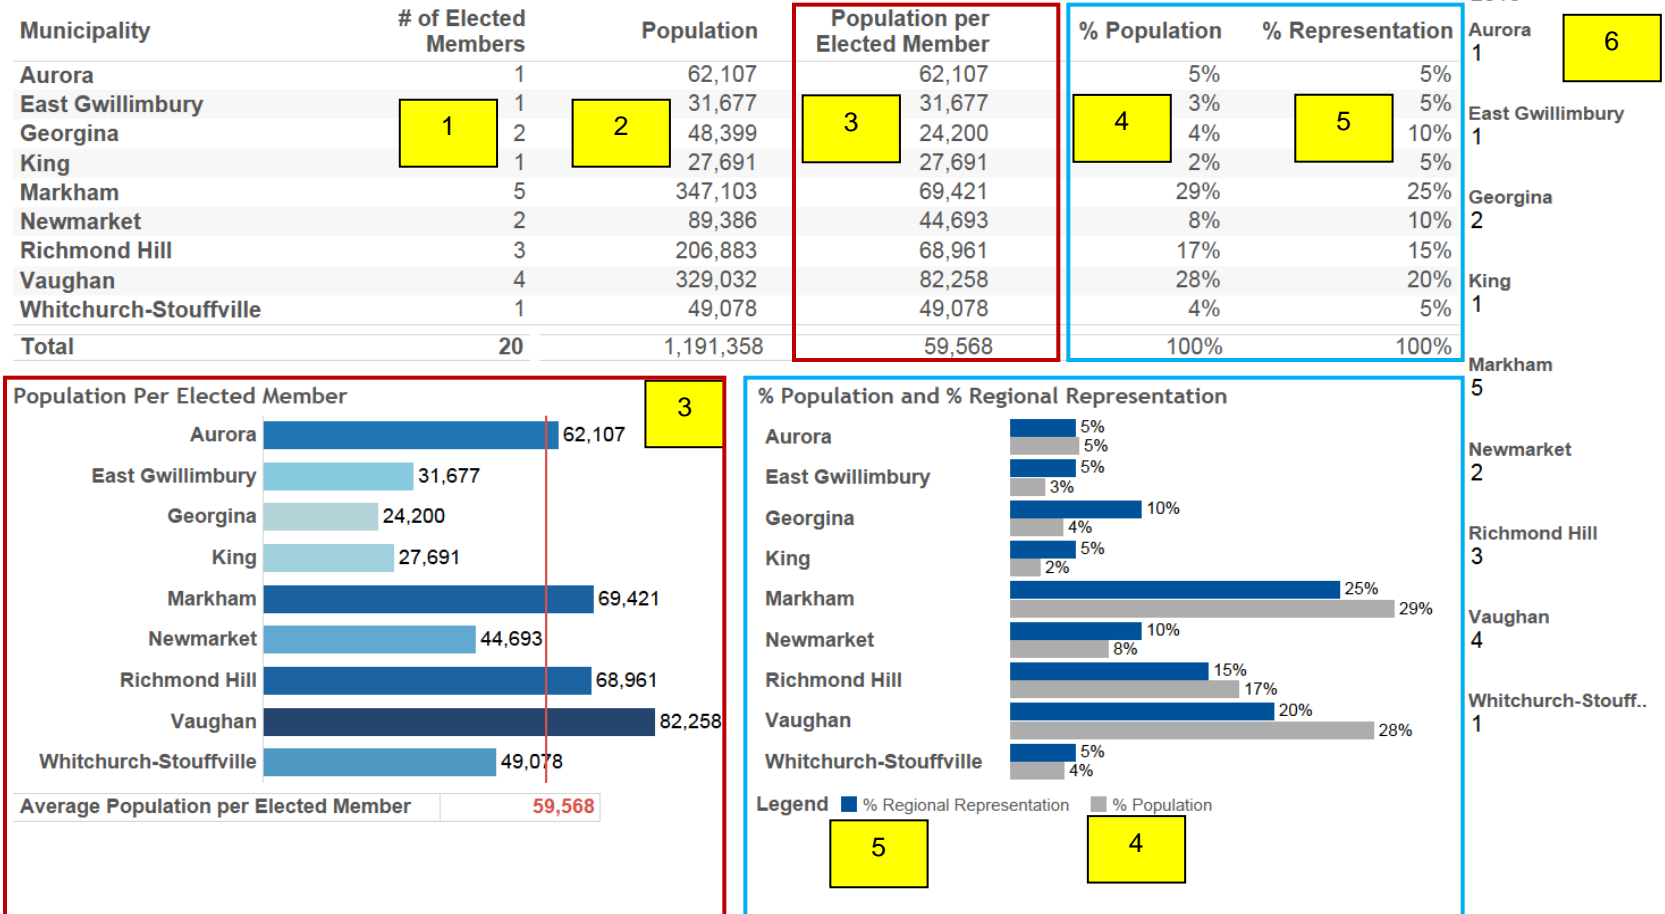 Municipality # of Elected Members Population Population per Elected Member % Population % Representation
Aurora 1 62,107 62,107 5% 5%
East Gwillimbury 1 31,677 31,677 3% 5%
Georgina 2 48,399 24,200 4% 10%
King 1 27,691 27,691 2% 5%
Markham 5 347,103 69,421 29% 25%
Newmarket 2 89,386 44,693 8% 10%
Richmond Hill 3 206,883 68,961 17% 15%
Vaughan 4 329,032 82,258 28% 20%
Whitchurch-Stouffville 1 49,078 49,078 4% 5%
Total 20 1,191,358 59,568 100% 100%
1
2
3
4
5
Population Per Elected Member
3
Aurora 62,107
East Gwillimbury 31,677
Georgina 24,200
King 27,691
Markham 69,421
Newmarket 44,693
Richmond Hill 68,961
Vaughan 82,258
Whitchurch-Stouffville 49,078
Average Population per Elected Member 59,568
% Population and % Regional Representation
Aurora 5% 5%
East Gwillimbury 5% 3%
Georgina 10% 4%
King 5% 2%
Markham 25% 29%
Newmarket 10% 8%
Richmond Hill 15% 17%
Vaughan 20% 28%
Whitchurch-Stouffville 5% 4%
Legend % Regional Representation % Population
5
4
Aurora
1
6
East Gwillimbury
1
Georgina
2
King
1
Markham
5
Newmarket
2
Richmond Hill
3
Vaughan
4
Whitchurch-Stouff..
1